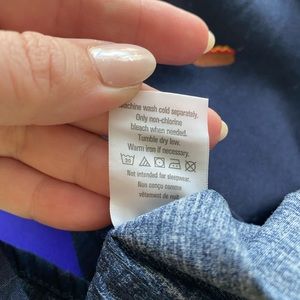 Machine wash cold separately.
Only non-chlorine
bleach when needed.
Tumble dry low.
Warm iron if necessary.
Not intended for sleepwear.
Non conçu comme
vêtement de nuit.